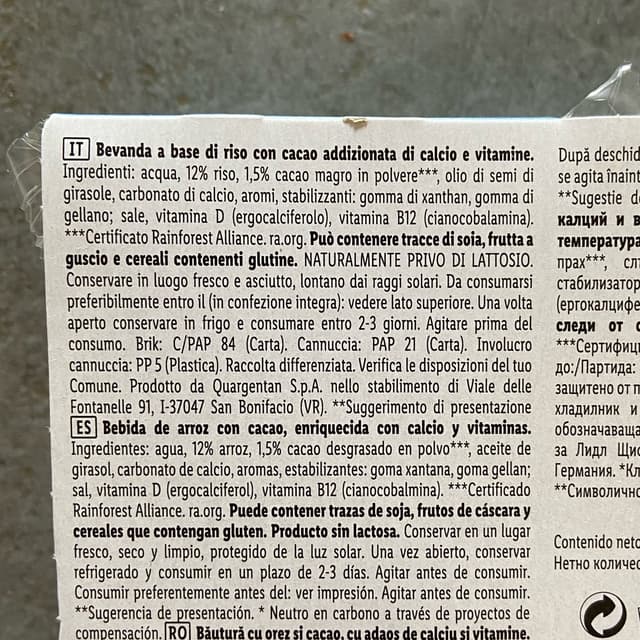 IT Bevanda a base di riso con cacao addizionata di calcio e vitamine.
Ingredienti: acqua, 12% riso, 1,5% cacao magro in polvere***, olio di semi di
girasole, carbonato di calcio, aromi, stabilizzanti: gomma di xanthan, gomma di
gellano; sale, vitamina D (ergocalciferolo), vitamina B12 (cianocobalamina).
***Certificato Rainforest Alliance. ra.org. Può contenere tracce di soia, frutta a
guscio e cereali contenenti glutine. NATURALMENTE PRIVO DI LATTOSIO.
Conservare in luogo fresco e asciutto, lontano dai raggi solari. Da consumarsi
preferibilmente entro il (in confezione integra): vedere lato superiore. Una volta
aperto conservare in frigo e consumare entro 2-3 giorni. Agitare prima del
consumo. Brik: C/PAP 84 (Carta). Cannuccia: PAP 21 (Carta). Involucro
cannuccia: PP 5 (Plastica). Raccolta differenziata. Verifica le disposizioni del tuo
Comune. Prodotto da Quargentan S.p.A. nello stabilimento di Viale delle
Fontanelle 91, I-37047 San Bonifacio (VR). **Suggerimento di presentazione
ES Bebida de arroz con cacao, enriquecida con calcio y vitaminas.
Ingredientes: agua, 12% arroz, 1,5% cacao desgrasado en polvo***, aceite de
girasol, carbonato de calcio, aromas, estabilizantes: goma xantana, goma gellan;
sal, vitamina D (ergocalciferol), vitamina B12 (cianocobalmina). ***Certificado
Rainforest Alliance. ra.org. Puede contener trazas de soja, frutos de cáscara y
cereales que contengan gluten. Producto sin lactosa. Conservar en un lugar
fresco, seco y limpio, protegido de la luz solar. Una vez abierto, conservar
refrigerado y consumir en un plazo de 2-3 días. Agitar antes de consumir.
Consumir preferentemente antes del: ver impresión. Agitar antes de consumir.
**Sugerencia de presentación. * Neutro en carbono a través de proyectos de
compensación. RO Băutură cu orez și cacao, cu adaos de calciu și vitamine.
După deschid
se agita înaint
**Sugestie d
калций и в
температура
прах***, сл
стабилизатор
(ергокалцифе
следи от с
***Сертифиц
до:/Партида:
защитено от п
хладилник и
обозначаваща
за Лидл Щис
Германия. *Кл
**Символично
Conținutul neto
Нетно количес